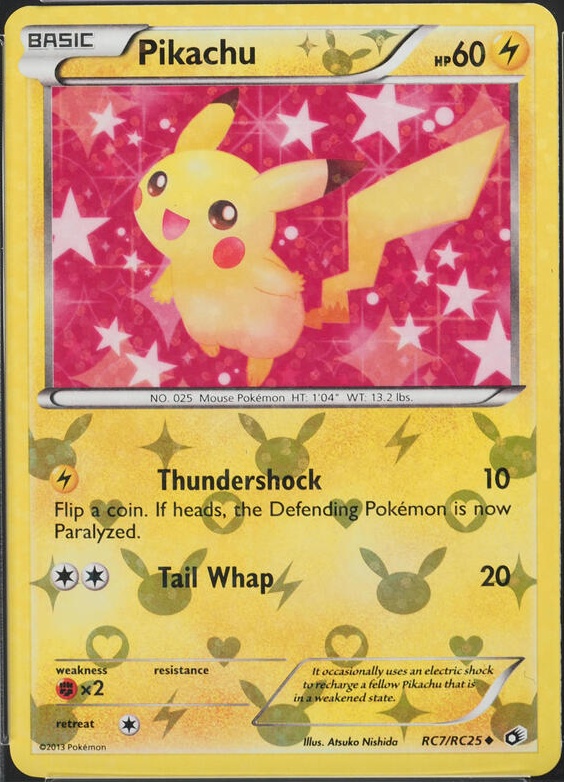 BASIC Pikachu HP60
NO. 025 Mouse Pokémon HT: 1'04" WT: 13.2 lbs.
Thundershock 10
Flip a coin. If heads, the Defending Pokémon is now
Paralyzed.
Tail Whap 20
weakness resistance
×2
It occasionally uses an electric shock
to recharge a fellow Pikachu that is
in a weakened state.
retreat
©2013 Pokémon
Illus. Atsuko Nishida RC7/RC25